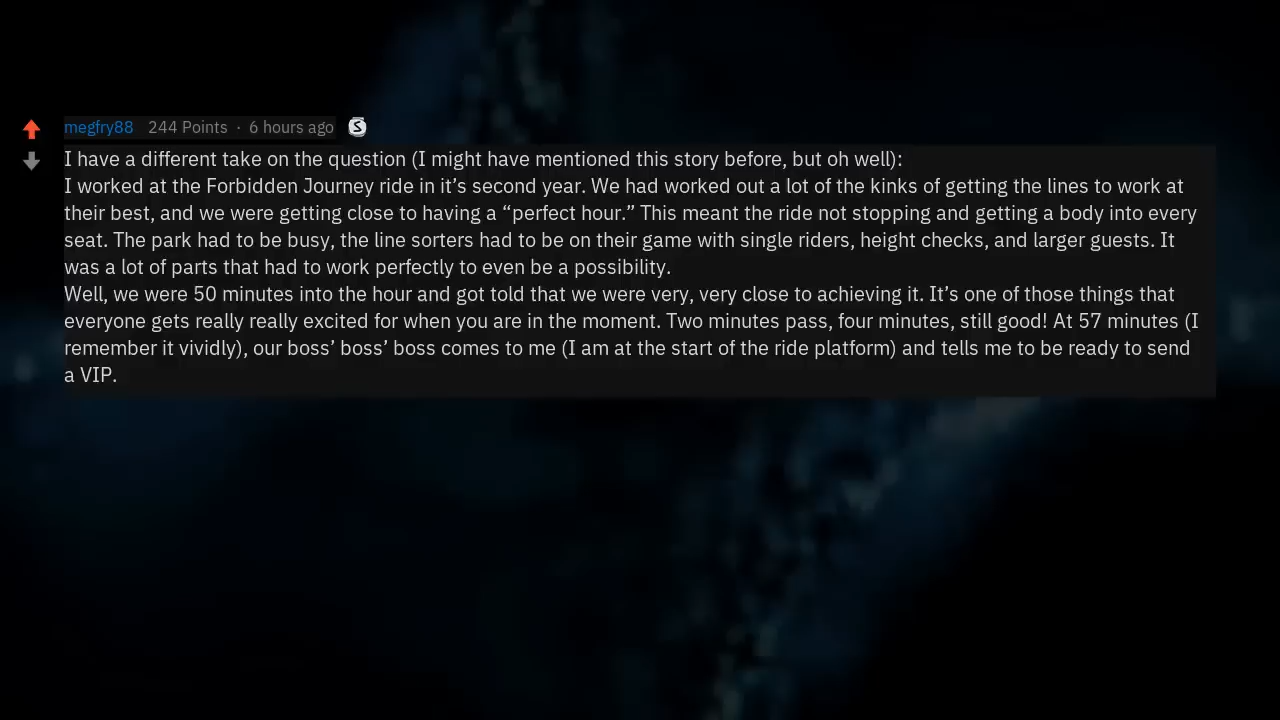 megfry88 244 Points · 6 hours ago S
I have a different take on the question (I might have mentioned this story before, but oh well):
I worked at the Forbidden Journey ride in it’s second year. We had worked out a lot of the kinks of getting the lines to work at
their best, and we were getting close to having a “perfect hour.” This meant the ride not stopping and getting a body into every
seat. The park had to be busy, the line sorters had to be on their game with single riders, height checks, and larger guests. It
was a lot of parts that had to work perfectly to even be a possibility.
Well, we were 50 minutes into the hour and got told that we were very, very close to achieving it. It’s one of those things that
everyone gets really really excited for when you are in the moment. Two minutes pass, four minutes, still good! At 57 minutes (I
remember it vividly), our boss’ boss’ boss comes to me (I am at the start of the ride platform) and tells me to be ready to send
a VIP.